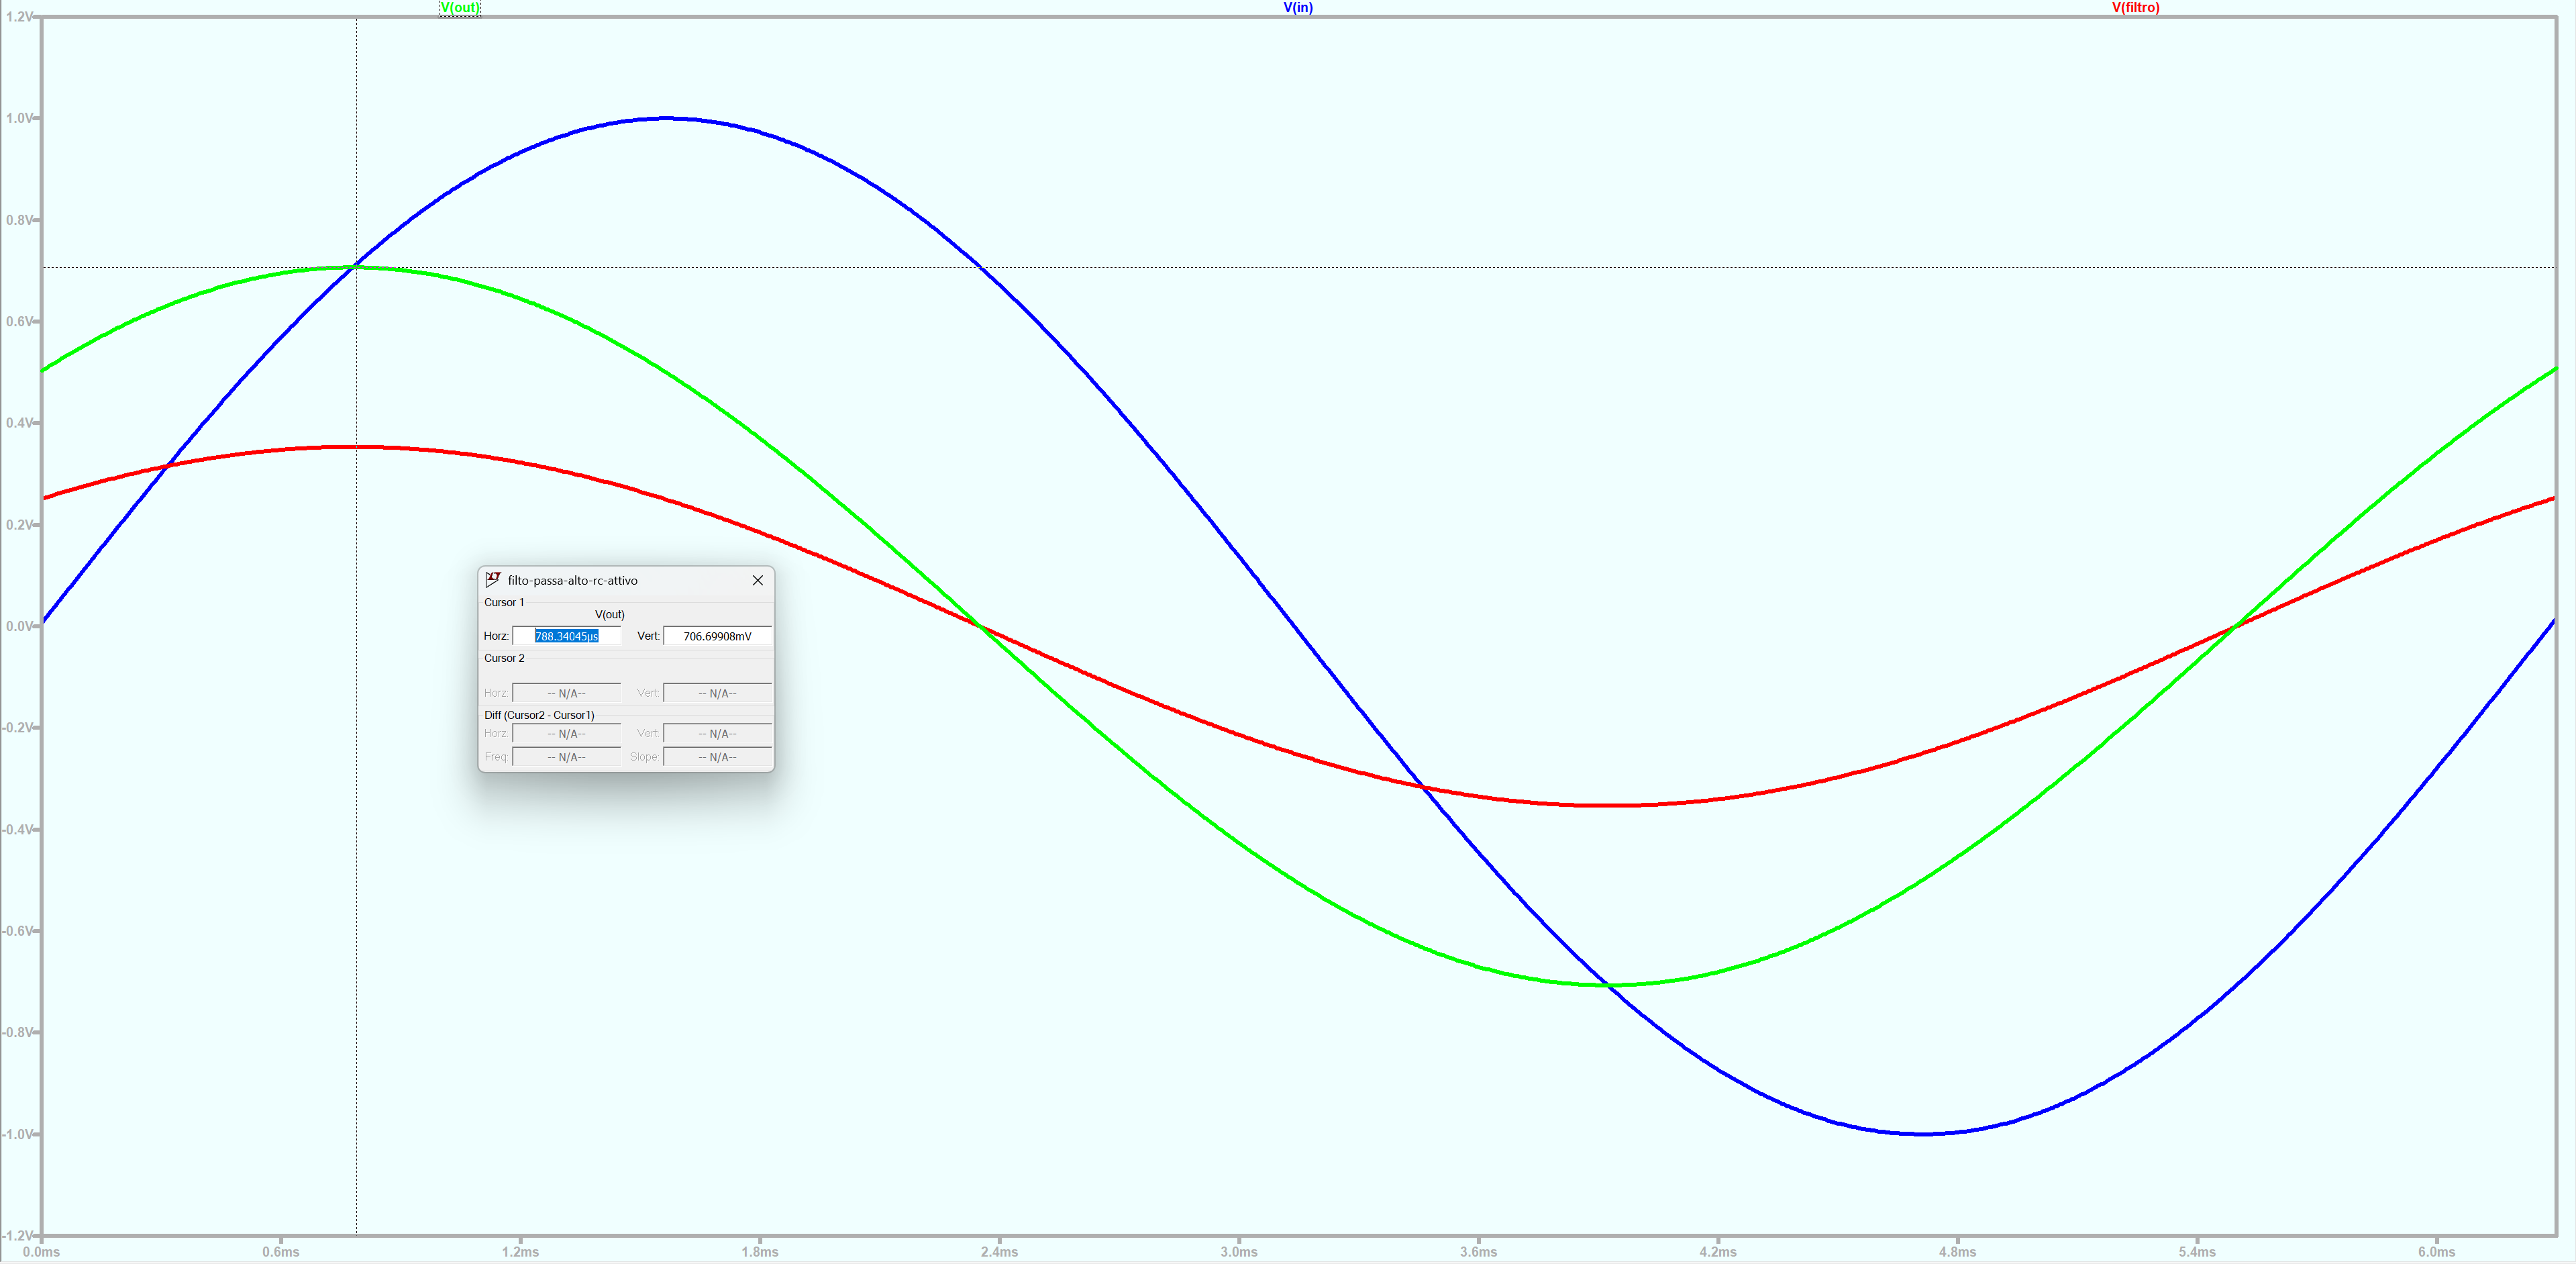 V(out) V(in) V(filtro)
1.2V
1.0V
0.8V
0.6V
0.4V
0.2V
0.0V
-0.2V
-0.4V
-0.6V
-0.8V
-1.0V
-1.2V
filto-passa-alto-rc-attivo
Cursor 1
V(out)
Horz: 788.34045µs Vert: 706.69908mV
Cursor 2
Horz: -- N/A-- Vert: -- N/A--
Diff (Cursor2 - Cursor1)
Horz: -- N/A-- Vert: -- N/A--
Freq: -- N/A-- Slope: -- N/A--
0.0ms 0.6ms 1.2ms 1.8ms 2.4ms 3.0ms 3.6ms 4.2ms 4.8ms 5.4ms 6.0ms